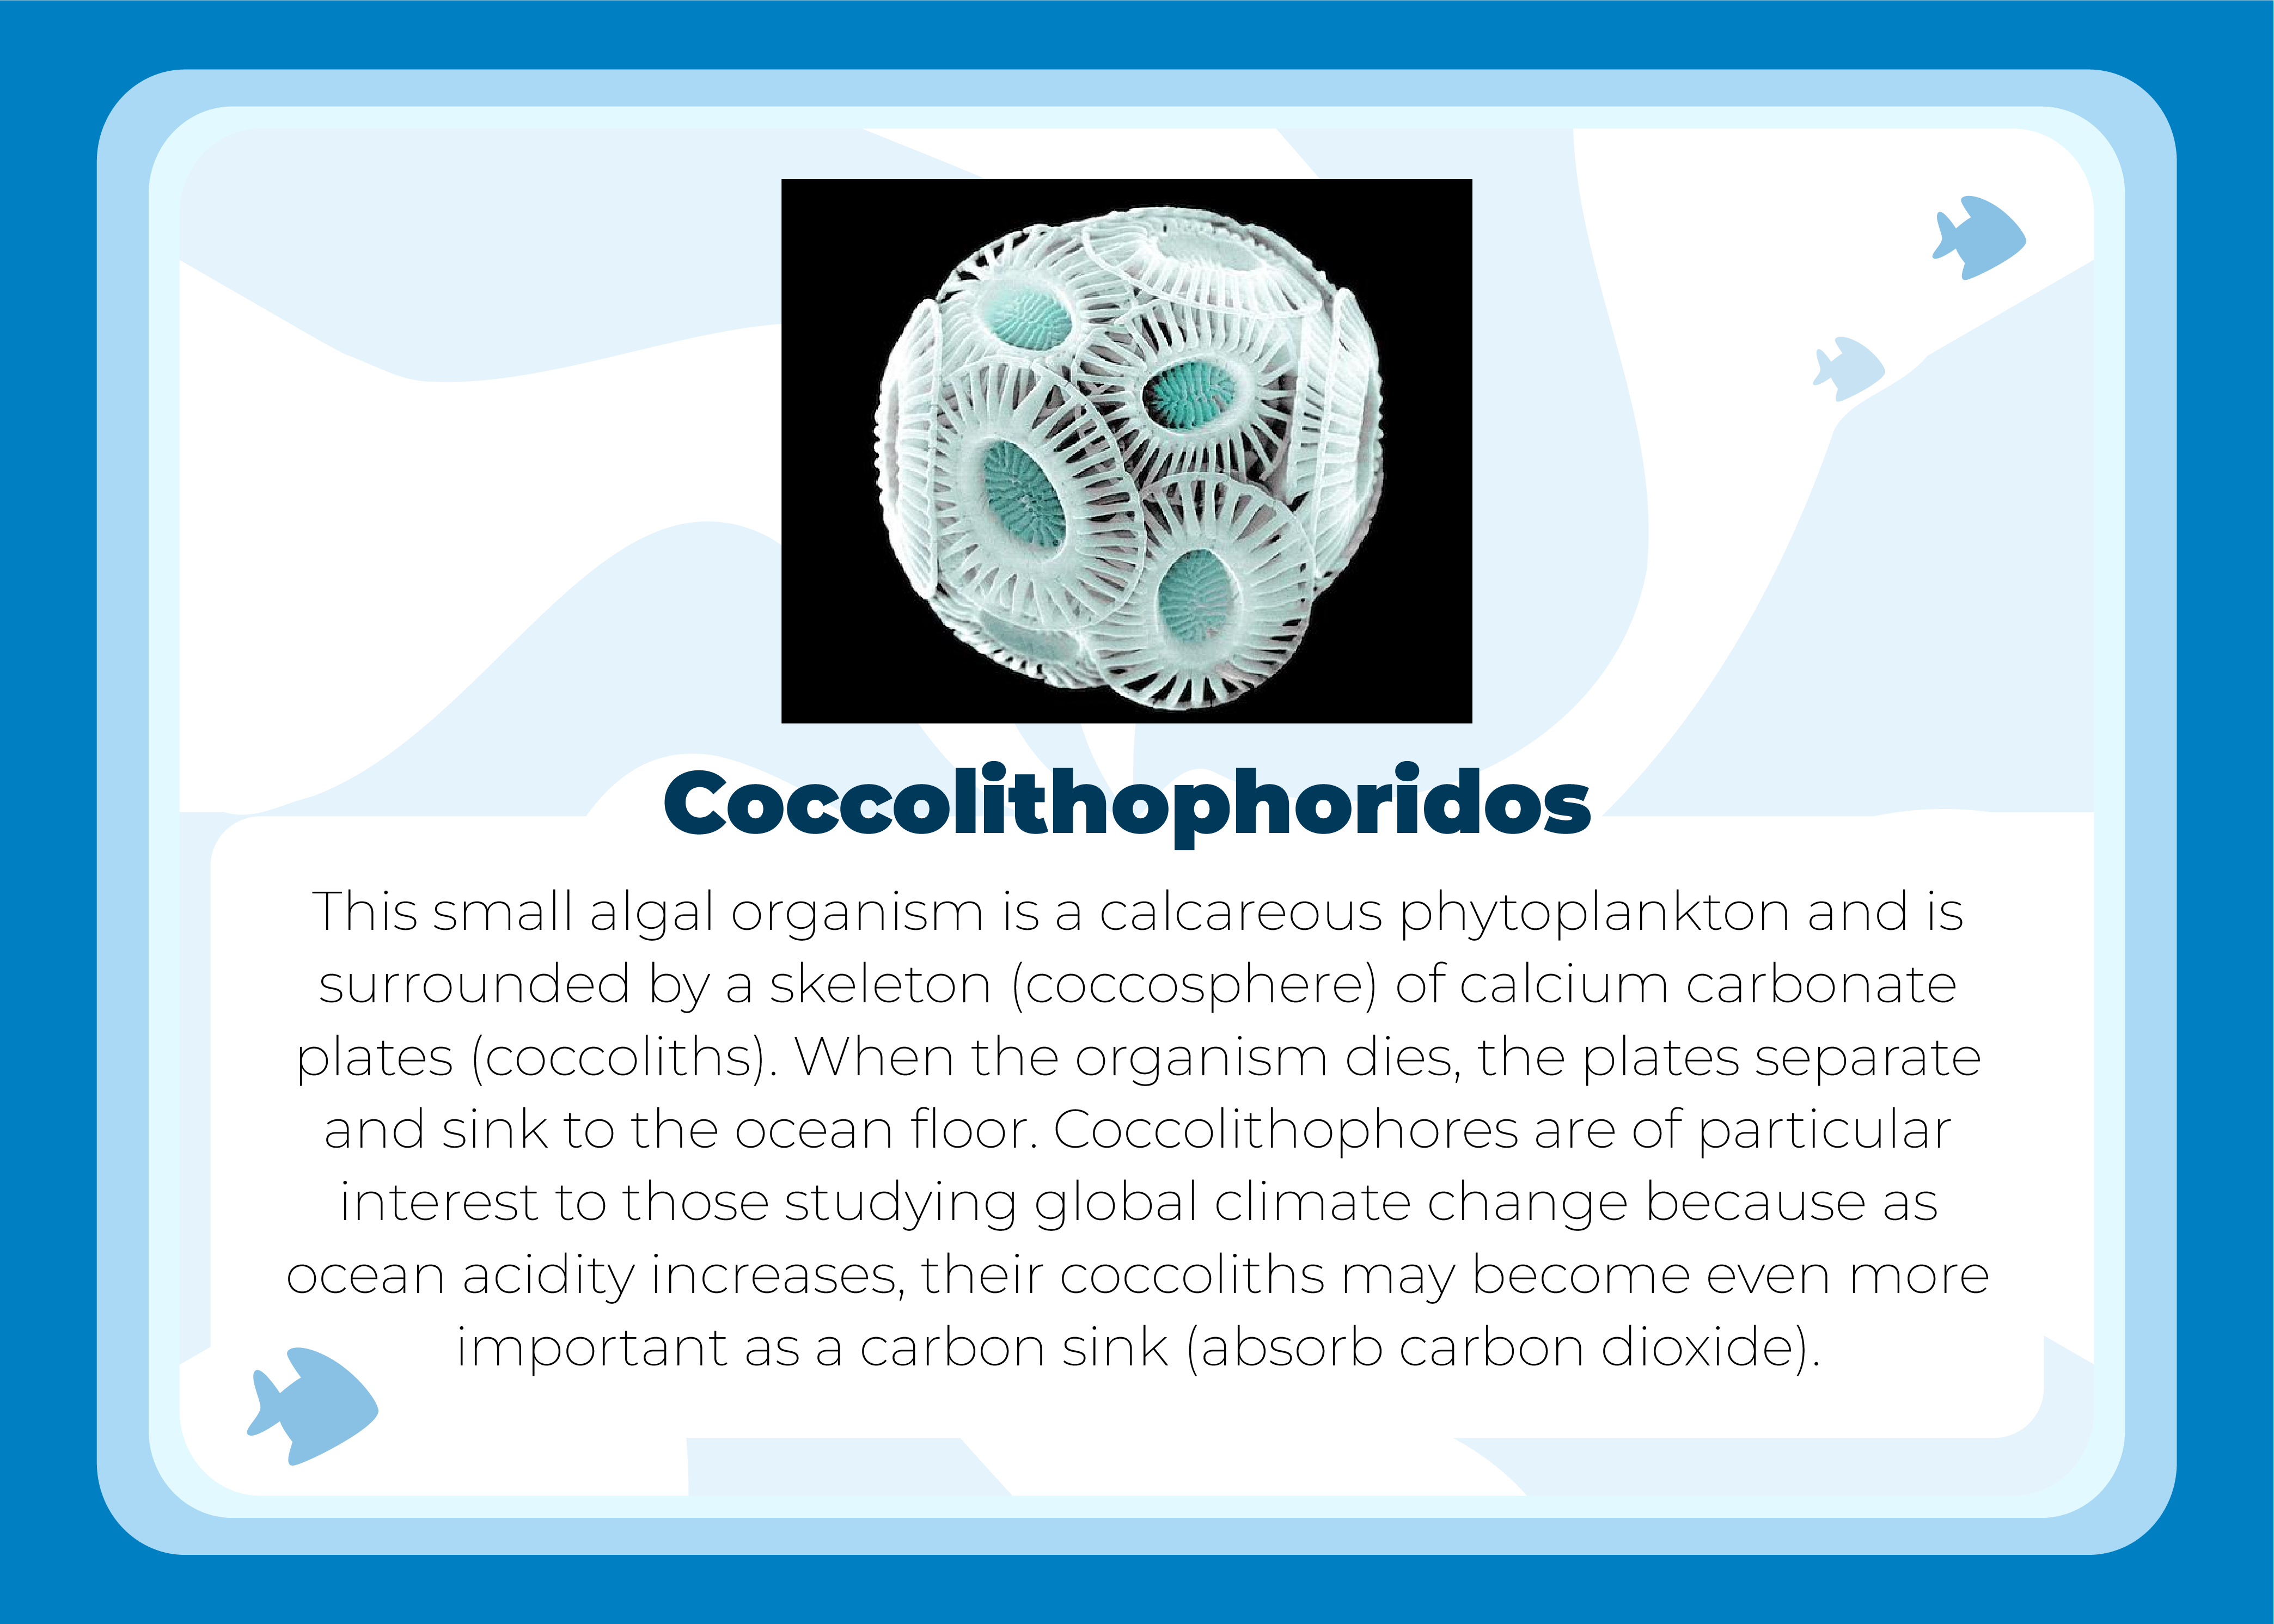 Coccolithophoridos
This small algal organism is a calcareous phytoplankton and is
surrounded by a skeleton (coccosphere) of calcium carbonate
plates (coccoliths). When the organism dies, the plates separate
and sink to the ocean floor. Coccolithophores are of particular
interest to those studying global climate change because as
ocean acidity increases, their coccoliths may become even more
important as a carbon sink (absorb carbon dioxide).